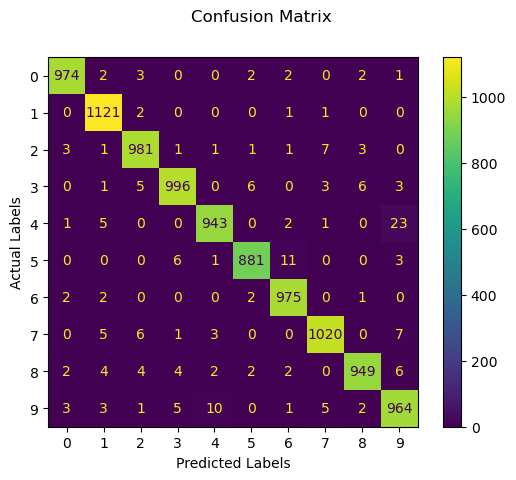 Confusion Matrix
Actual Labels
0 974 2 3 0 0 2 2 0 2 1
1 0 1121 2 0 0 0 1 1 0 0
2 3 1 981 1 1 1 1 7 3 0
3 0 1 5 996 0 6 0 3 6 3
4 1 5 0 0 943 0 2 1 0 23
5 0 0 0 6 1 881 11 0 0 3
6 2 2 0 0 0 2 975 0 1 0
7 0 5 6 1 3 0 0 1020 0 7
8 2 4 4 4 2 2 2 0 949 6
9 3 3 1 5 10 0 1 5 2 964
0 1 2 3 4 5 6 7 8 9
Predicted Labels
1000
800
600
400
200
0